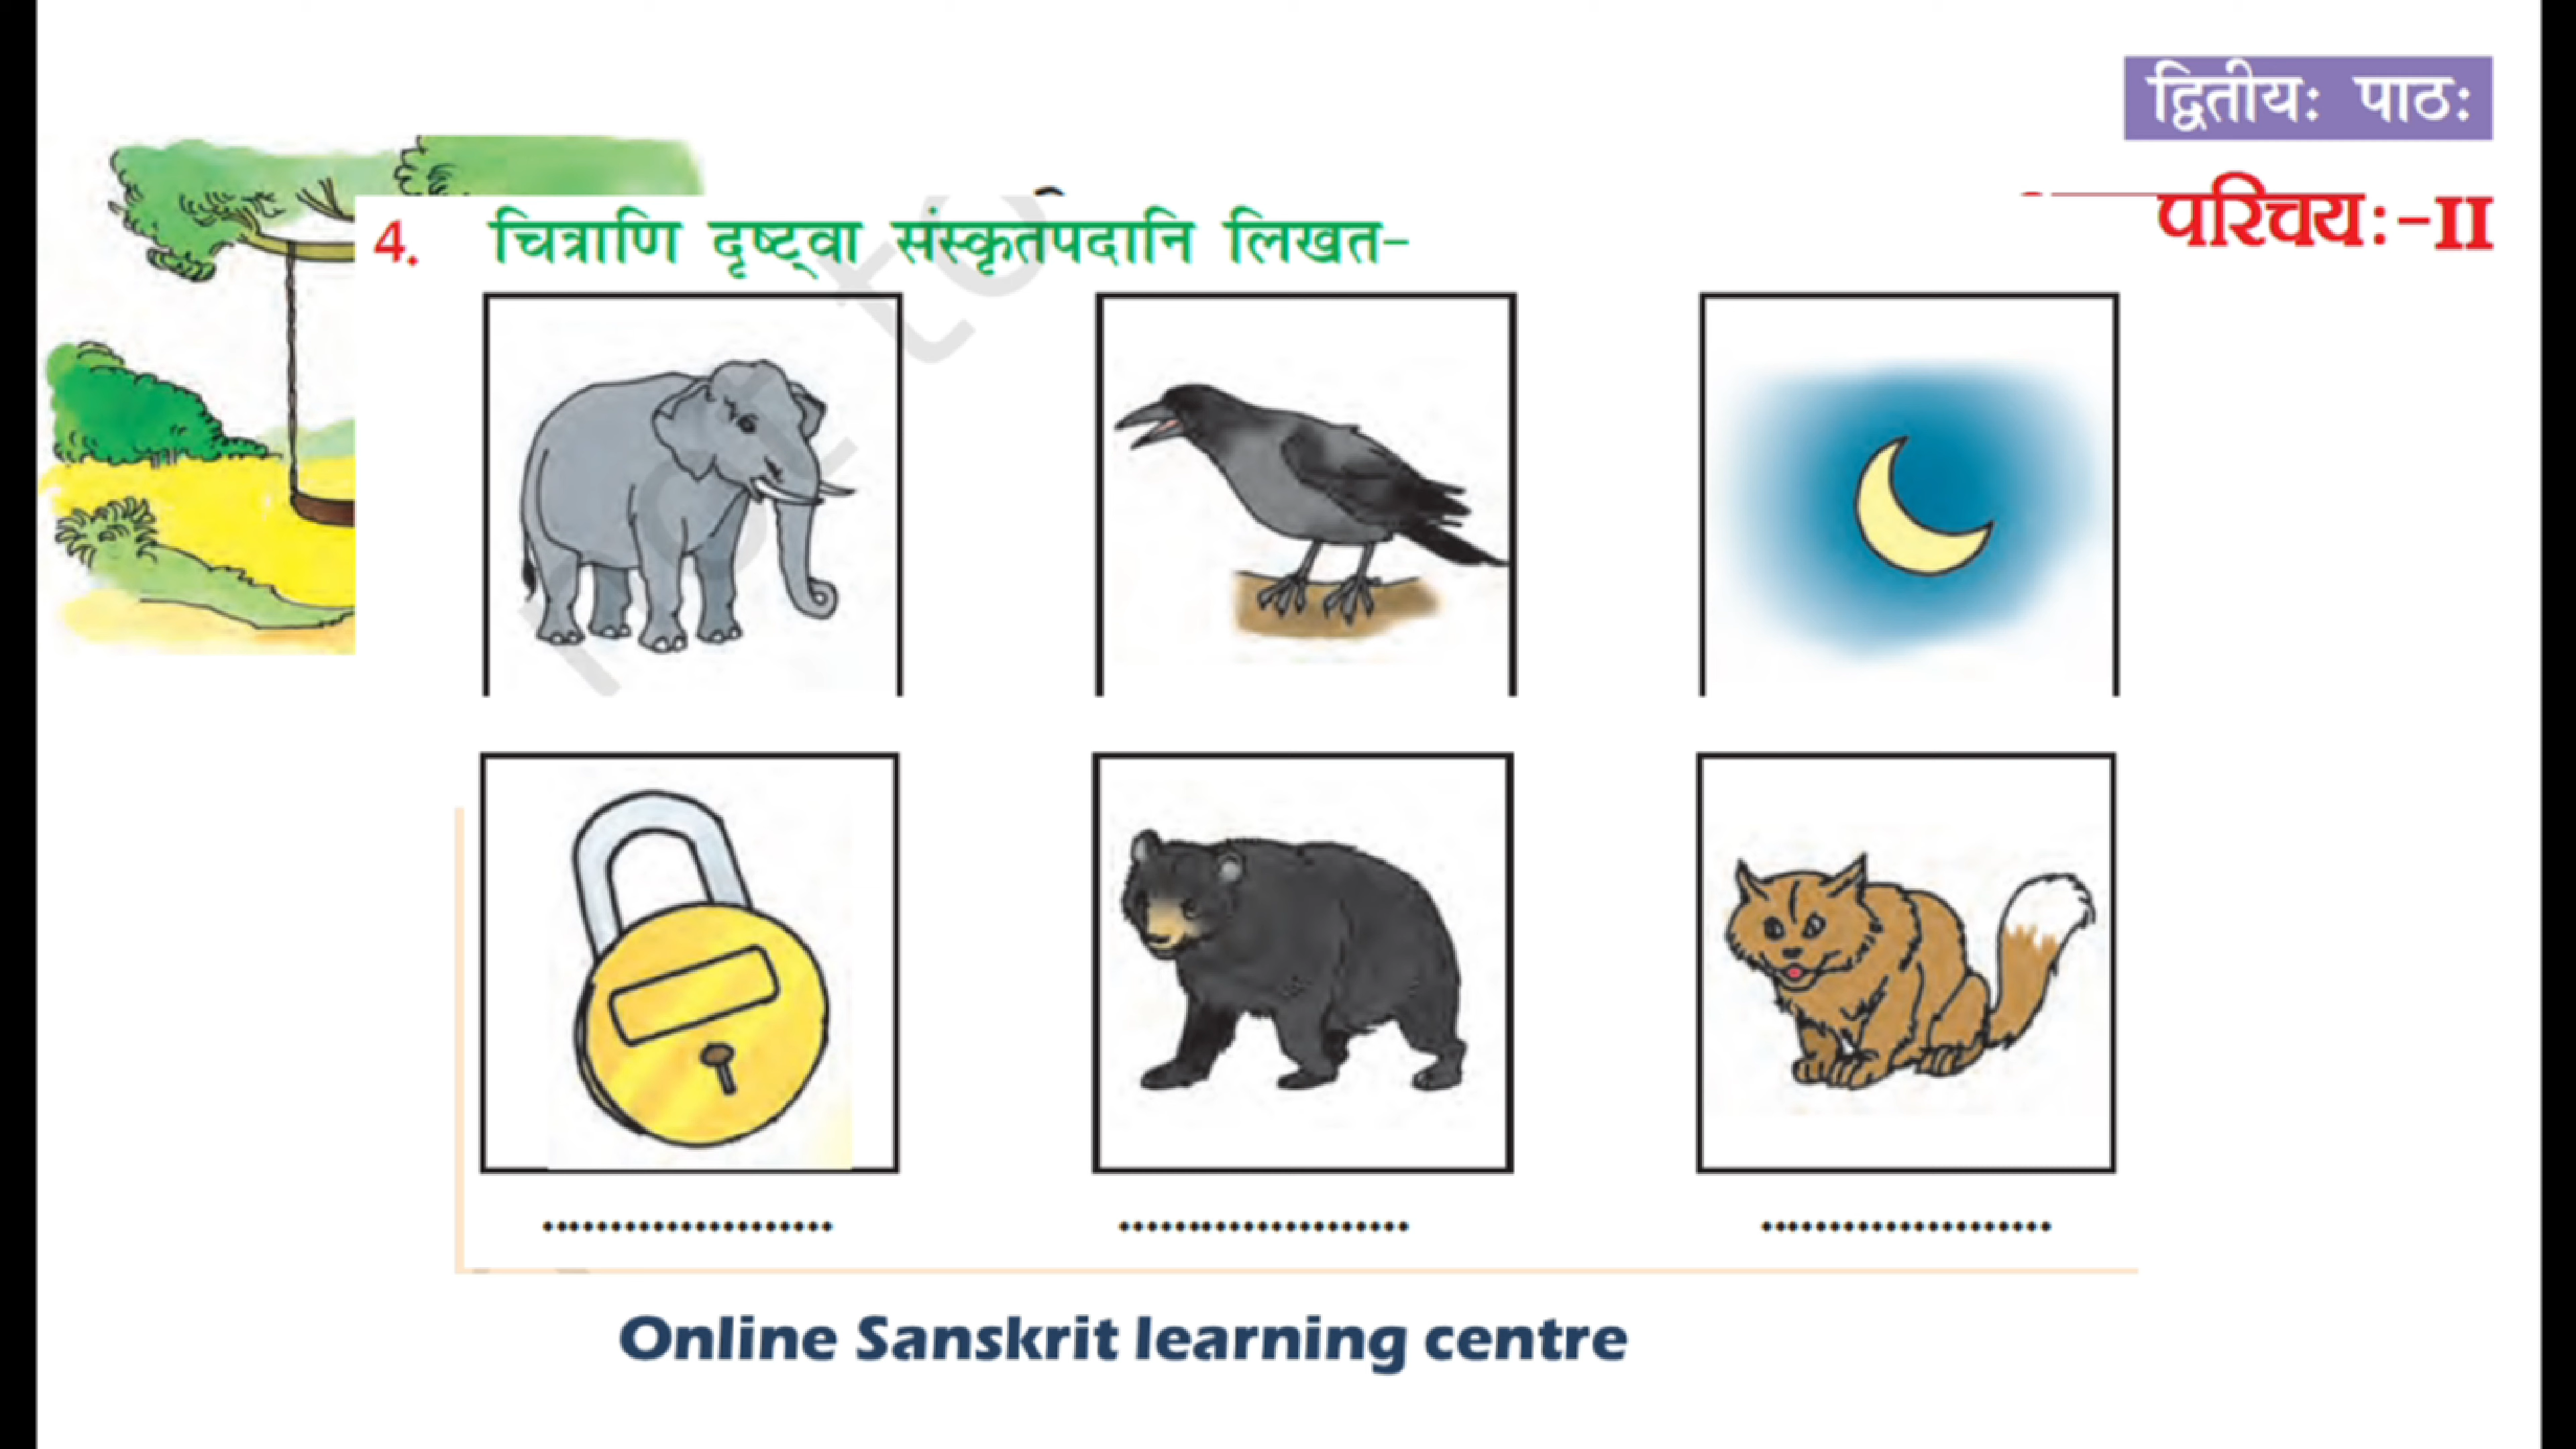 द्वितीयः पाठः
परिचयः-II
4. चित्राणि दृष्ट्वा संस्कृतपदानि लिखत-
..................... ..................... .....................
Online Sanskrit learning centre